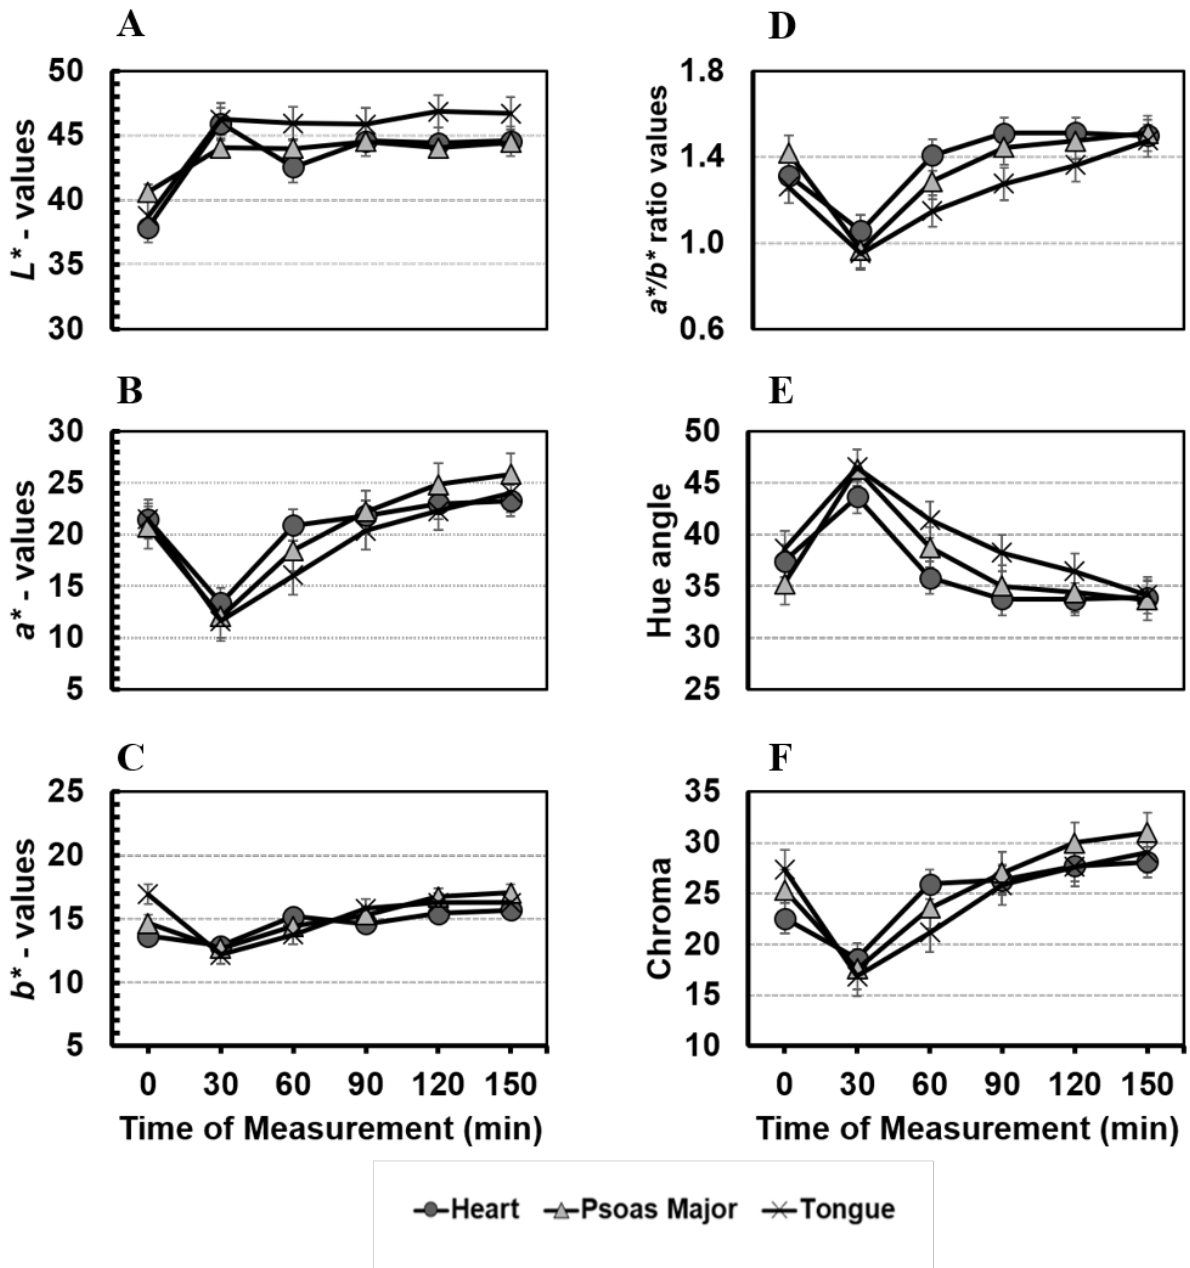 A
50
45
40
35
30
L* - values
B
30
25
20
15
10
5
a* - values
C
25
20
15
10
5
b* - values
0 30 60 90 120 150
Time of Measurement (min)
D
1.8
1.4
1.0
0.6
a*/b* ratio values
E
50
45
40
35
30
25
Hue angle
F
35
30
25
20
15
10
Chroma
0 30 60 90 120 150
Time of Measurement (min)
Heart Psoas Major Tongue